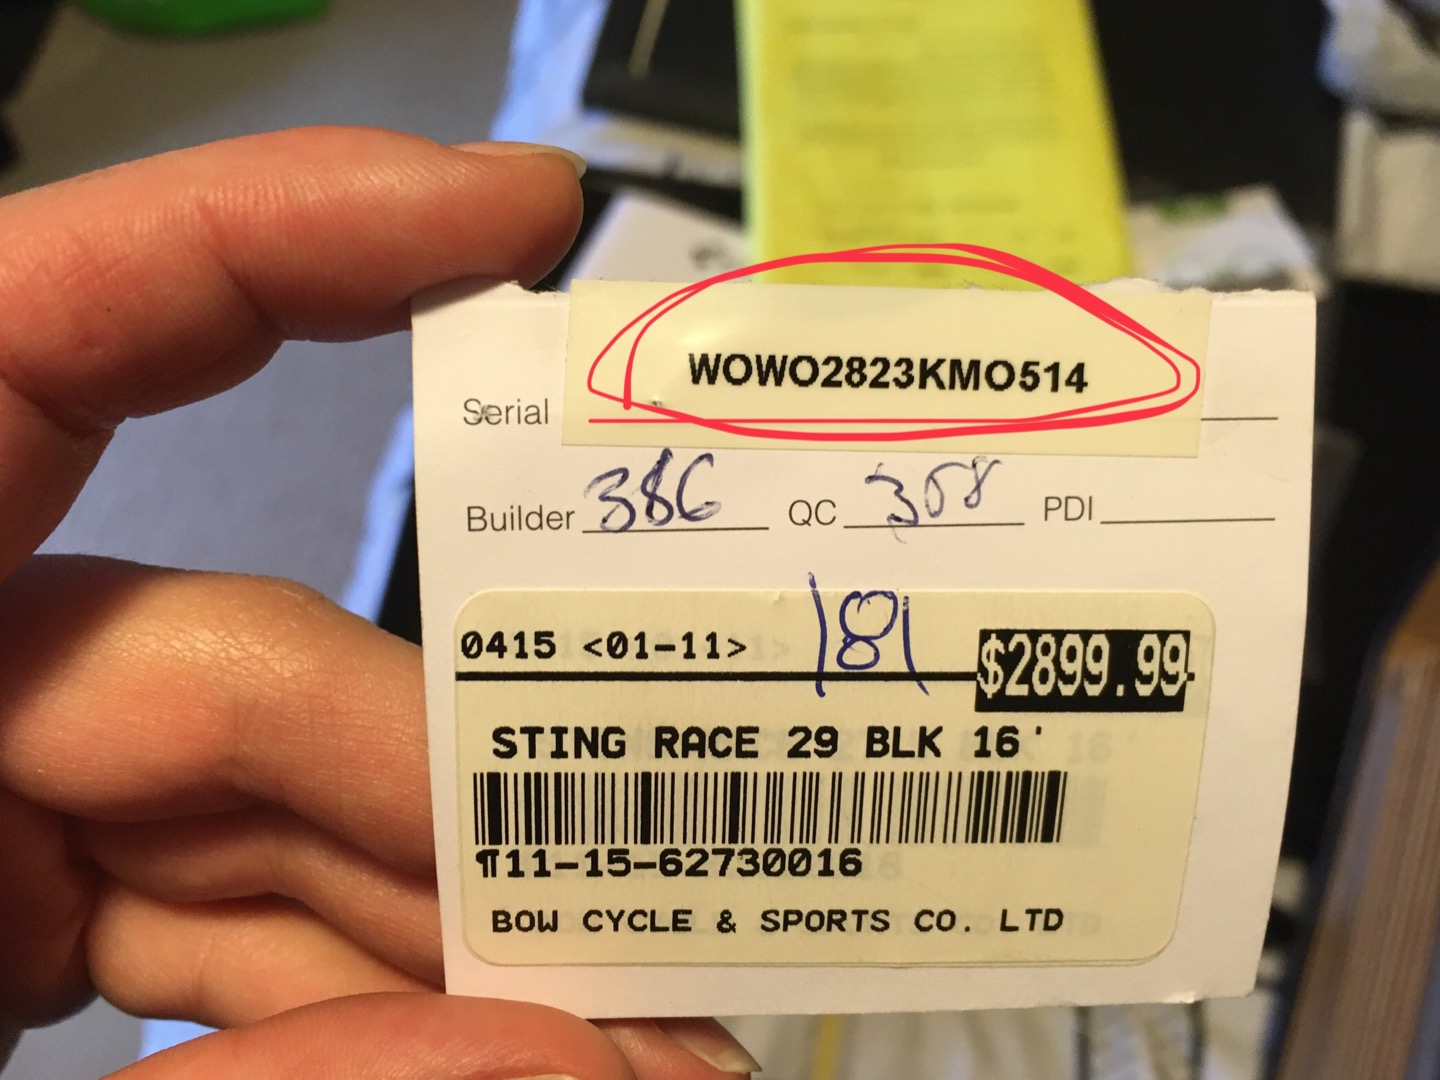 WOWO2823KMO514
Serial
Builder 386 QC 358 PDI
0415 <01-11> 181 $2899.99
STING RACE 29 BLK 16'
¶11-15-62730016
BOW CYCLE & SPORTS CO. LTD